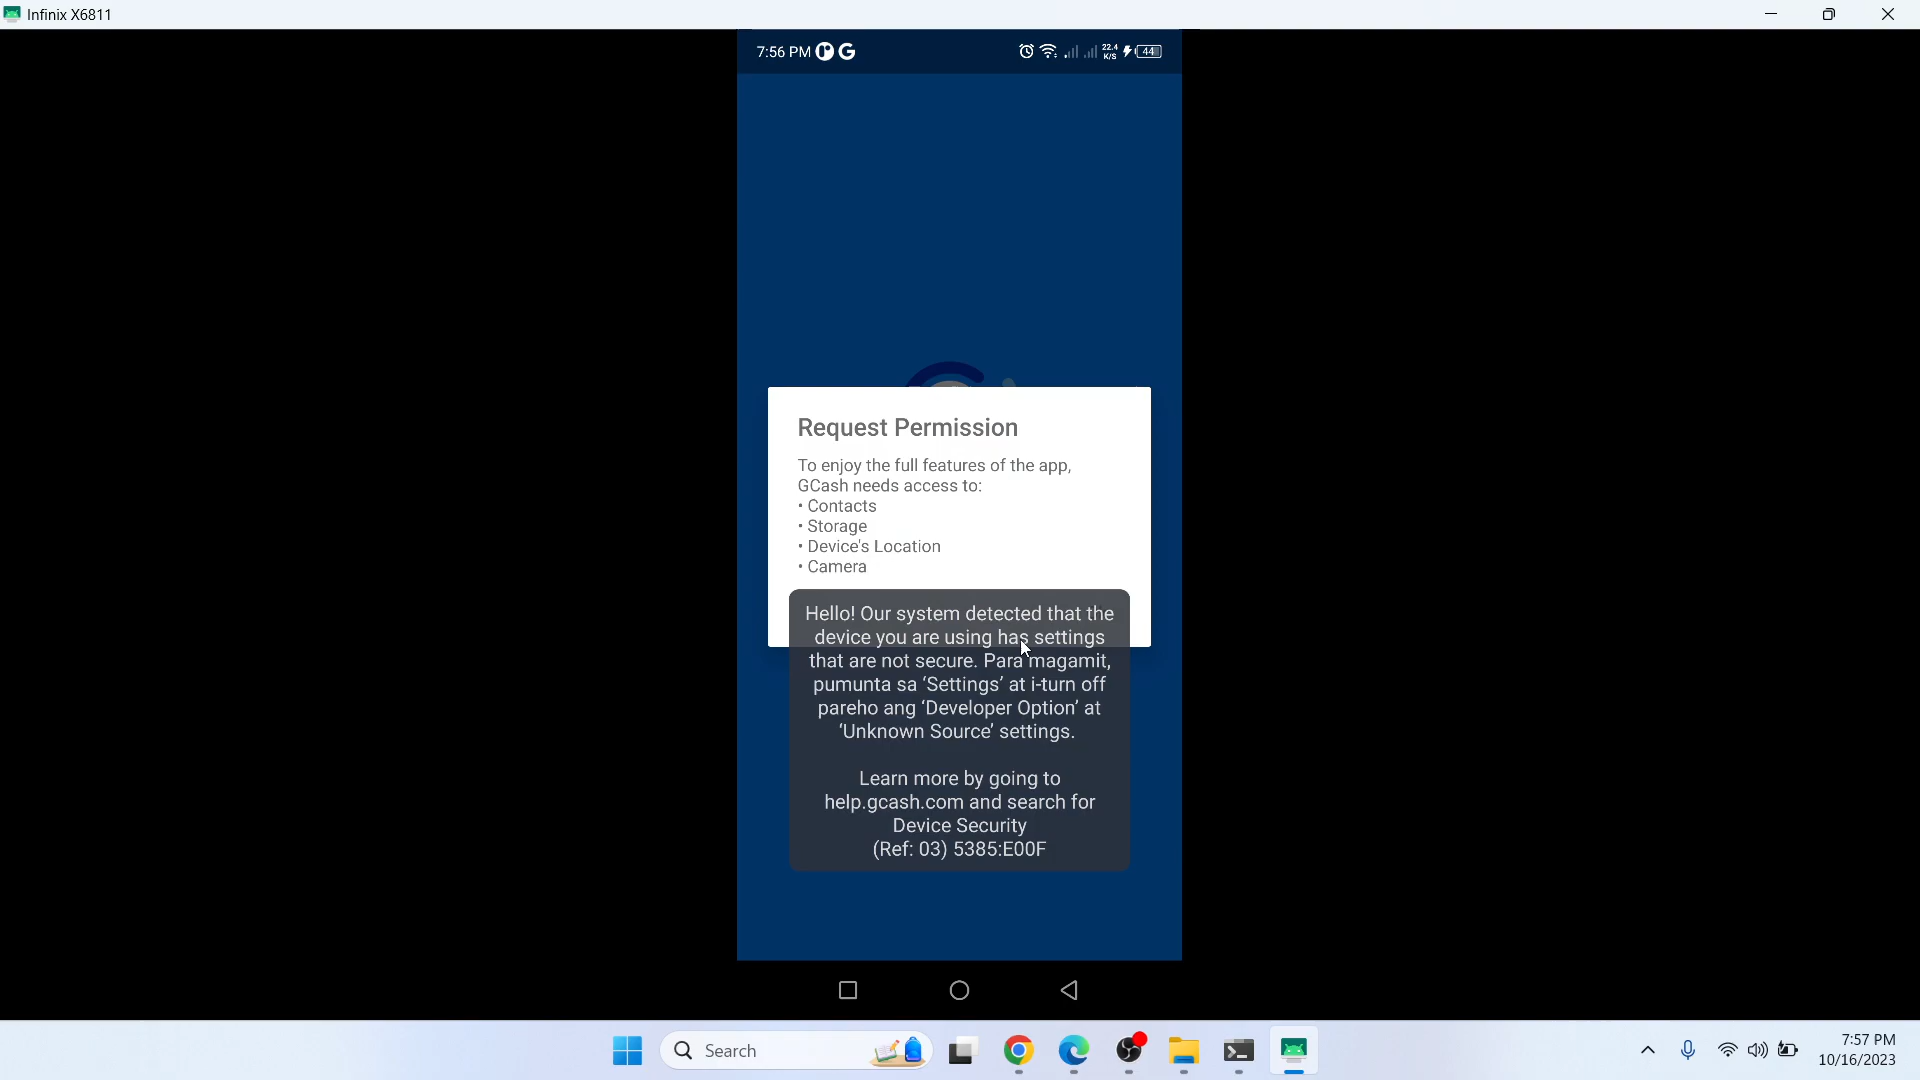 Infinix X6811
7:56 PM
22.4
K/S
44
Request Permission
To enjoy the full features of the app,
GCash needs access to:
• Contacts
• Storage
• Device's Location
• Camera
Hello! Our system detected that the
device you are using has settings
that are not secure. Para magamit,
pumunta sa ‘Settings’ at i-turn off
pareho ang ‘Developer Option’ at
‘Unknown Source’ settings.
Learn more by going to
help.gcash.com and search for
Device Security
(Ref: 03) 5385:E00F
Search
7:57 PM
10/16/2023